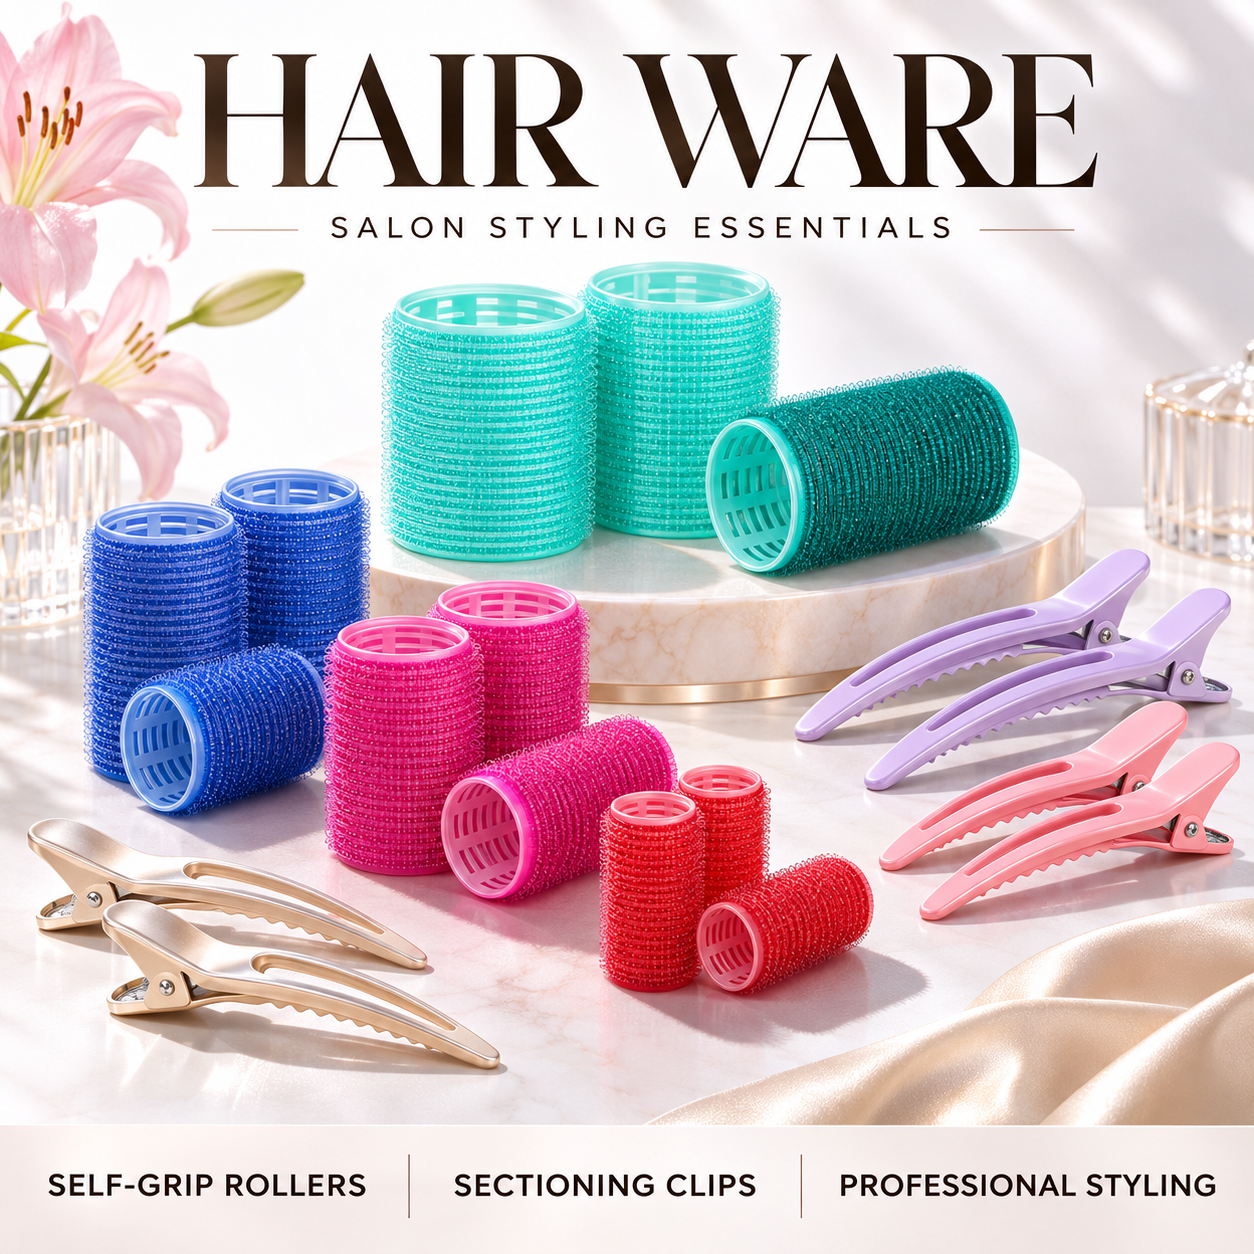 HAIR WARE
SALON STYLING ESSENTIALS
SELF-GRIP ROLLERS
SECTIONING CLIPS
PROFESSIONAL STYLING